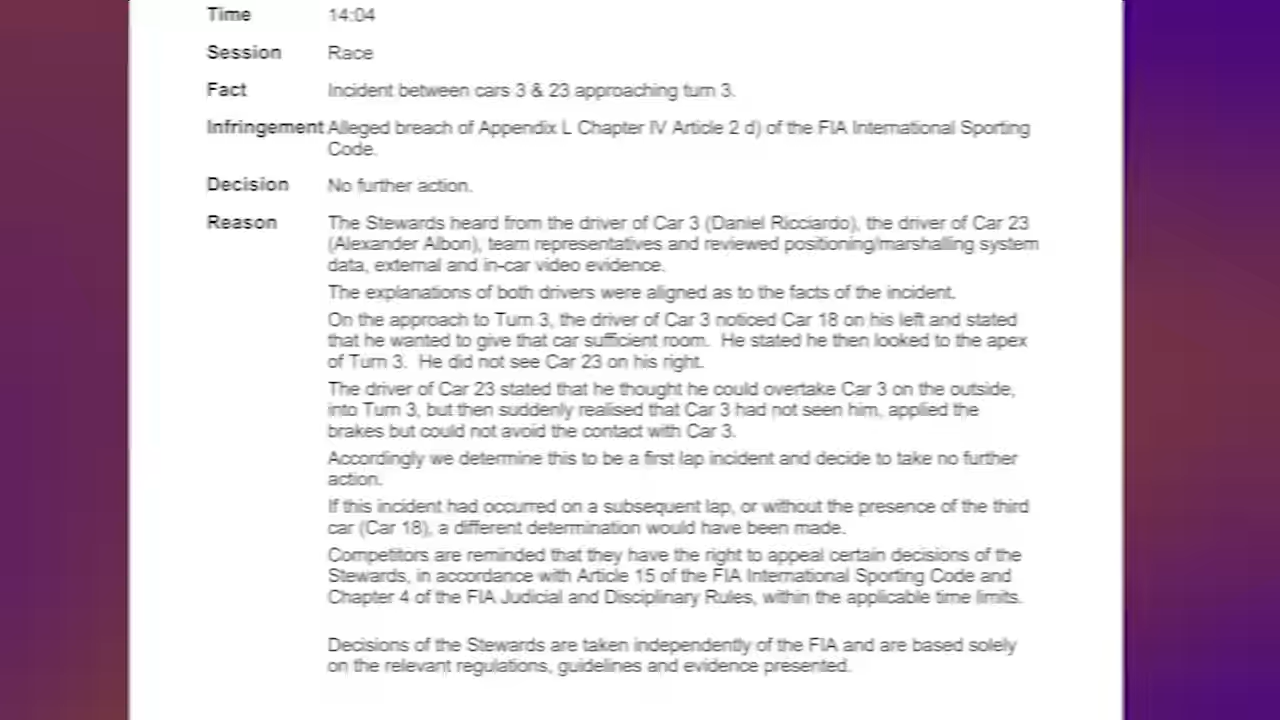 Time 14:04
Session Race
Fact Incident between cars 3 & 23 approaching turn 3.
Infringement Alleged breach of Appendix L Chapter IV Article 2 d) of the FIA International Sporting
Code.
Decision No further action.
Reason The Stewards heard from the driver of Car 3 (Daniel Ricciardo), the driver of Car 23
(Alexander Albon), team representatives and reviewed positioning/marshalling system
data, external and in-car video evidence.
The explanations of both drivers were aligned as to the facts of the incident.
On the approach to Turn 3, the driver of Car 3 noticed Car 18 on his left and stated
that he wanted to give that car sufficient room. He stated he then looked to the apex
of Turn 3. He did not see Car 23 on his right.
The driver of Car 23 stated that he thought he could overtake Car 3 on the outside,
into Turn 3, but then suddenly realised that Car 3 had not seen him, applied the
brakes but could not avoid the contact with Car 3.
Accordingly we determine this to be a first lap incident and decide to take no further
action.
If this incident had occurred on a subsequent lap, or without the presence of the third
car (Car 18), a different determination would have been made.
Competitors are reminded that they have the right to appeal certain decisions of the
Stewards, in accordance with Article 15 of the FIA International Sporting Code and
Chapter 4 of the FIA Judicial and Disciplinary Rules, within the applicable time limits.
Decisions of the Stewards are taken independently of the FIA and are based solely
on the relevant regulations, guidelines and evidence presented.